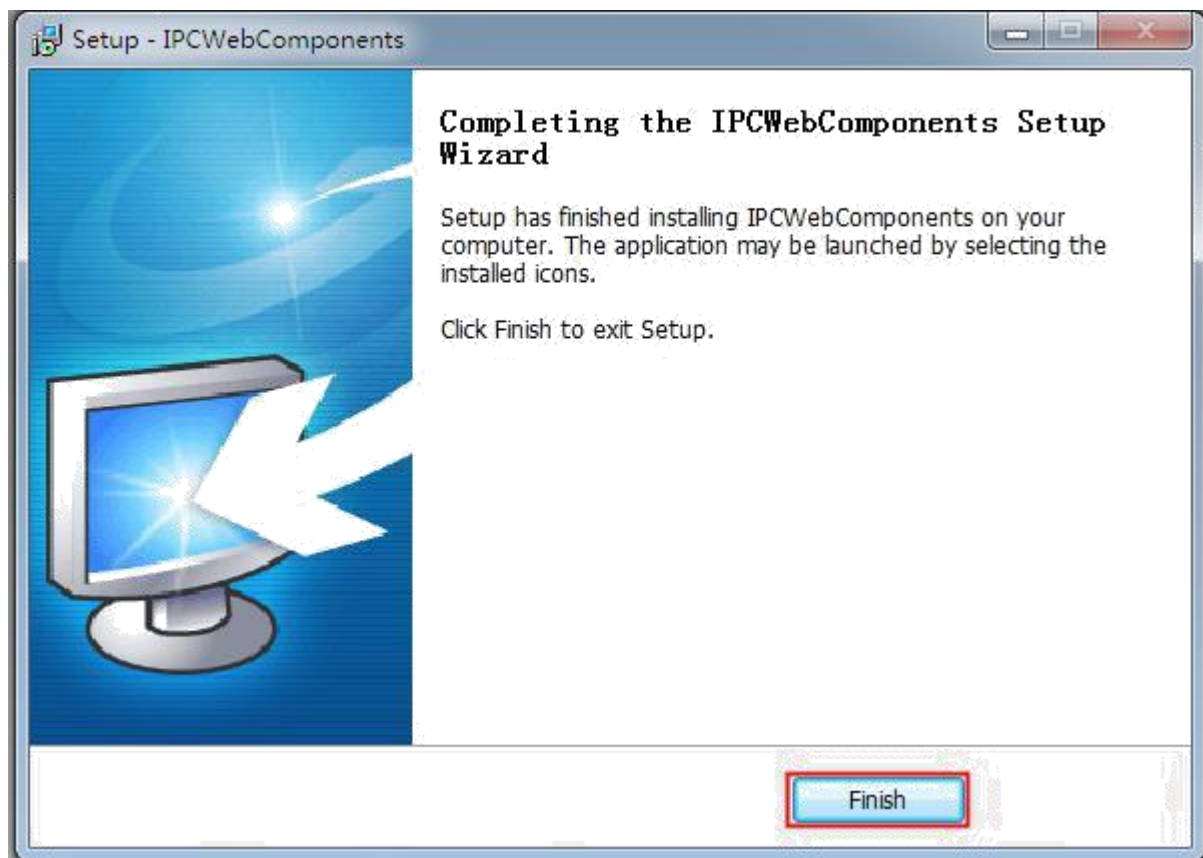 Setup - IPCWebComponents
Completing the IPCWebComponents Setup
Wizard
Setup has finished installing IPCWebComponents on your
computer. The application may be launched by selecting the
installed icons.
Click Finish to exit Setup.
Finish